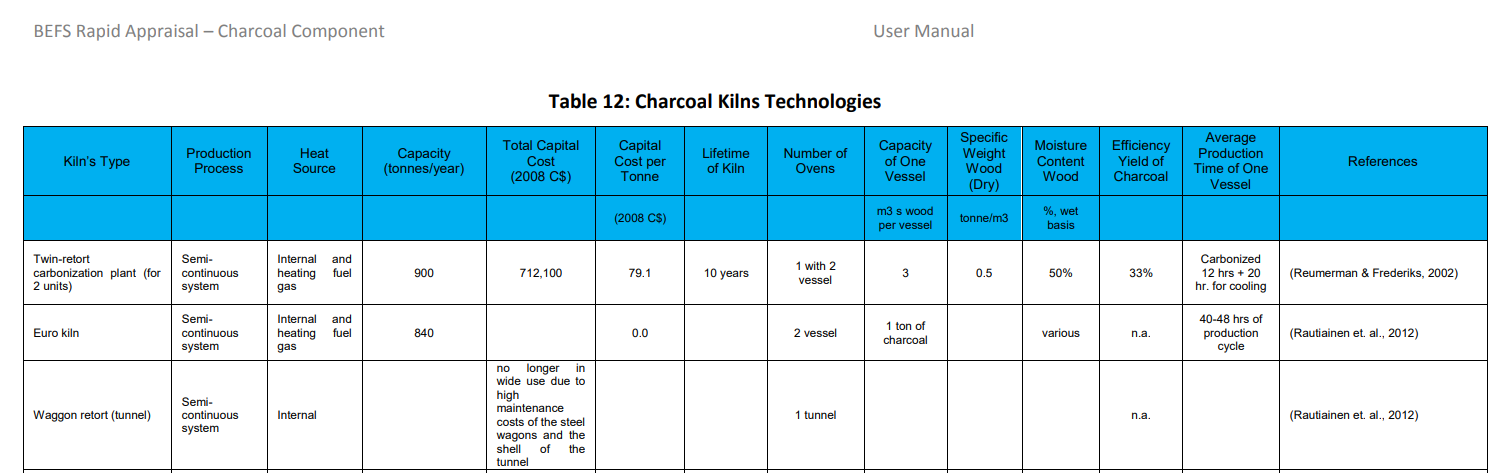 BEFS Rapid Appraisal – Charcoal Component User Manual
Table 12: Charcoal Kilns Technologies
Kiln's Type
Production
Process
Heat
Source
Capacity
(tonnes/year)
Total Capital
Cost
(2008 C$)
Capital
Cost per
Tonne
Lifetime
of Kiln
Number of
Ovens
Capacity
of One
Vessel
Specific
Weight
Wood
(Dry)
Moisture
Content
Wood
Efficiency
Yield of
Charcoal
Average
Production
Time of One
Vessel
References
(2008 C$)
m3 s wood
per vessel
tonne/m3
%, wet
basis
Twin-retort
carbonization plant (for
2 units)
Semi-
continuous
system
Internal and
heating fuel
gas
900
712,100
79.1
10 years
1 with 2
vessel
3
0.5
50%
33%
Carbonized
12 hrs + 20
hr. for cooling
(Reumerman & Frederiks, 2002)
Euro kiln
Semi-
continuous
system
Internal and
heating fuel
gas
840
0.0
2 vessel
1 ton of
charcoal
various
n.a.
40-48 hrs of
production
cycle
(Rautiainen et. al., 2012)
Waggon retort (tunnel)
Semi-
continuous
system
Internal
no longer in
wide use due to
high
maintenance
costs of the steel
wagons and the
shell of the
tunnel
1 tunnel
n.a.
(Rautiainen et. al., 2012)